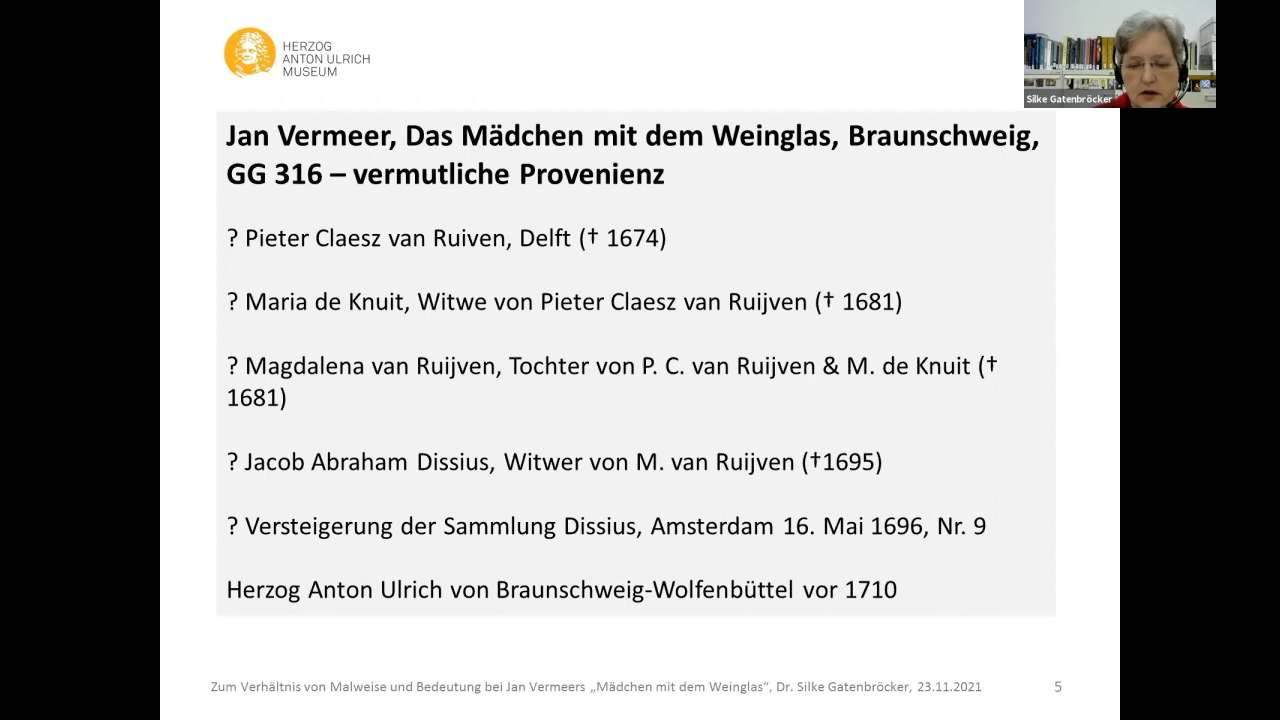 HERZOG
ANTON ULRICH
MUSEUM
Silke Gatenbröcker
Jan Vermeer, Das Mädchen mit dem Weinglas, Braunschweig,
GG 316 – vermutliche Provenienz
? Pieter Claesz van Ruiven, Delft († 1674)
? Maria de Knuit, Witwe von Pieter Claesz van Ruijven († 1681)
? Magdalena van Ruijven, Tochter von P. C. van Ruijven & M. de Knuit (†
1681)
? Jacob Abraham Dissius, Witwer von M. van Ruijven (†1695)
? Versteigerung der Sammlung Dissius, Amsterdam 16. Mai 1696, Nr. 9
Herzog Anton Ulrich von Braunschweig-Wolfenbüttel vor 1710
Zum Verhältnis von Malweise und Bedeutung bei Jan Vermeers „Mädchen mit dem Weinglas“, Dr. Silke Gatenbröcker, 23.11.2021
5